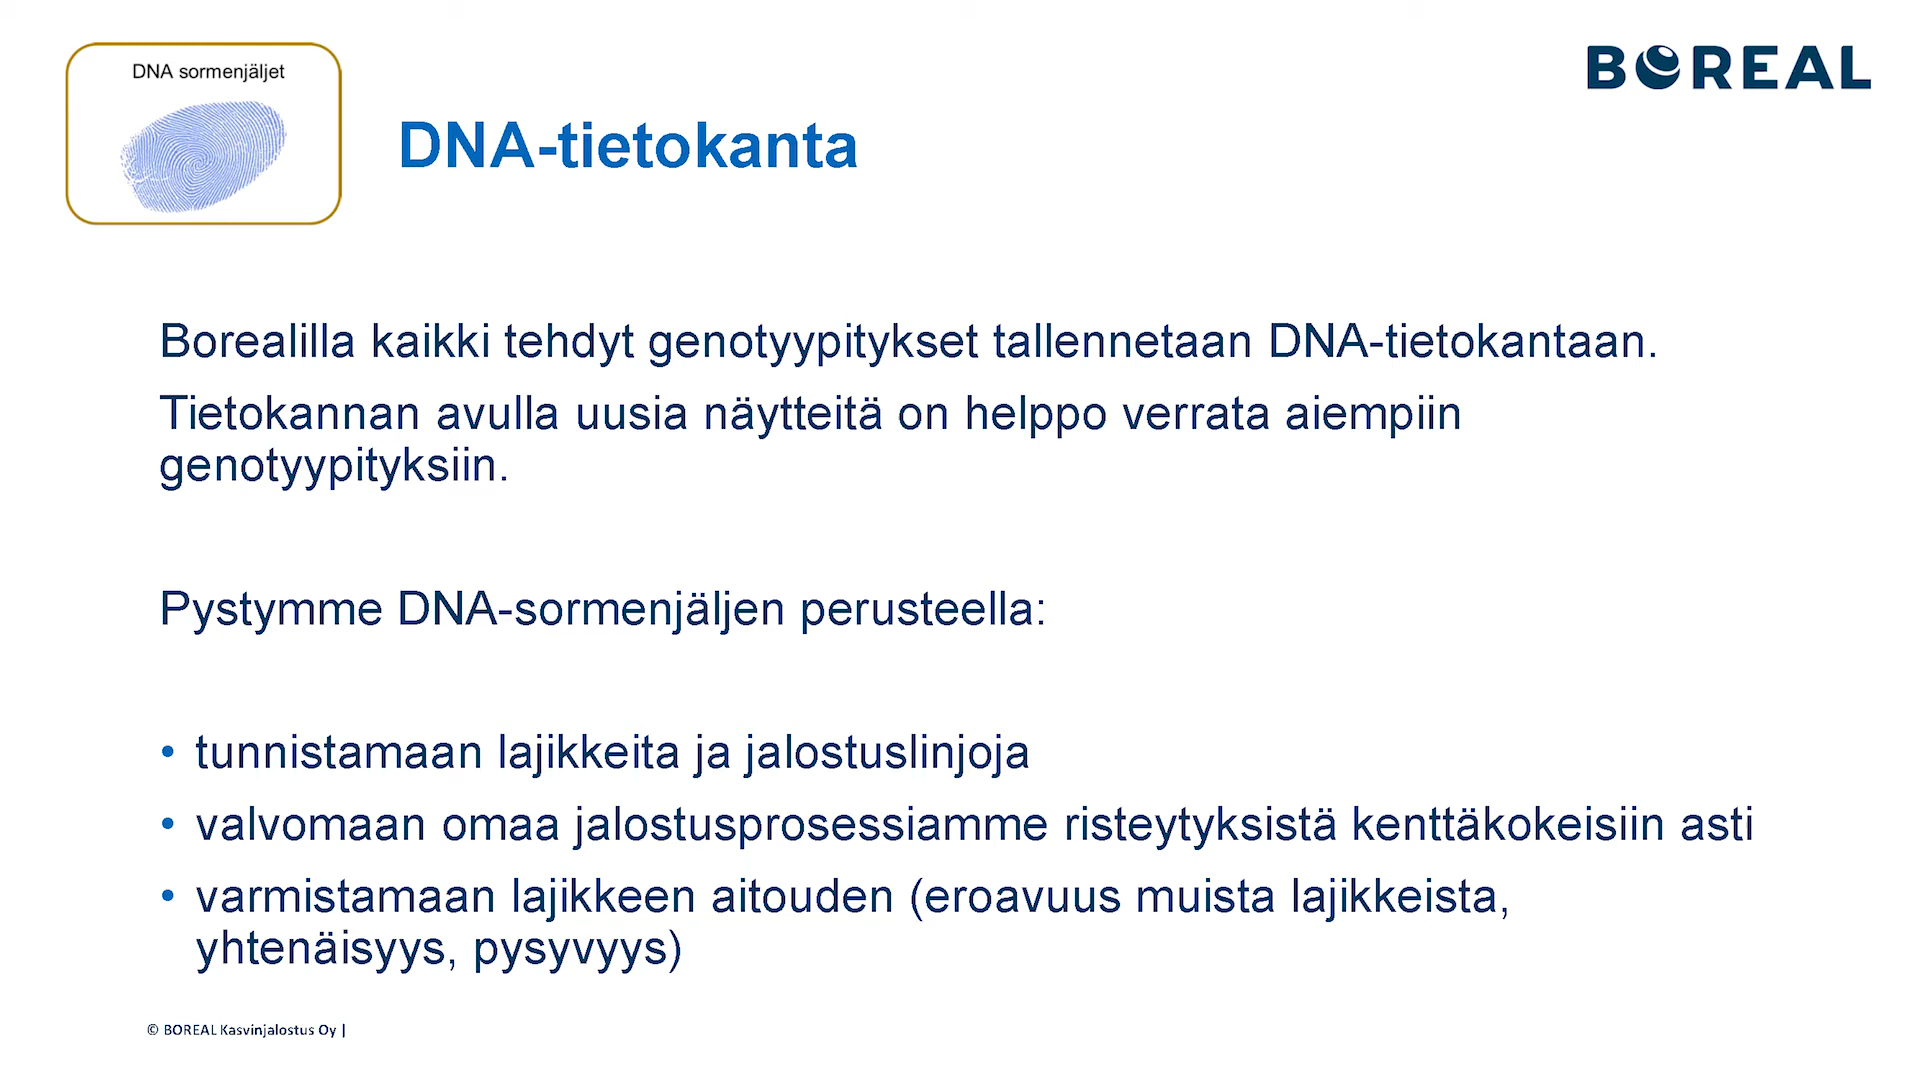 DNA sormenjäljet
BOREAL
DNA-tietokanta
Borealilla kaikki tehdyt genotyypitykset tallennetaan DNA-tietokantaan.
Tietokannan avulla uusia näytteitä on helppo verrata aiempiin
genotyypityksiin.
Pystymme DNA-sormenjäljen perusteella:
• tunnistamaan lajikkeita ja jalostuslinjoja
• valvomaan omaa jalostusprosessiamme risteytyksistä kenttäkokeisiin asti
• varmistamaan lajikkeen aitouden (eroavuus muista lajikkeista,
yhtenäisyys, pysyvyys)
© BOREAL Kasvinjalostus Oy |